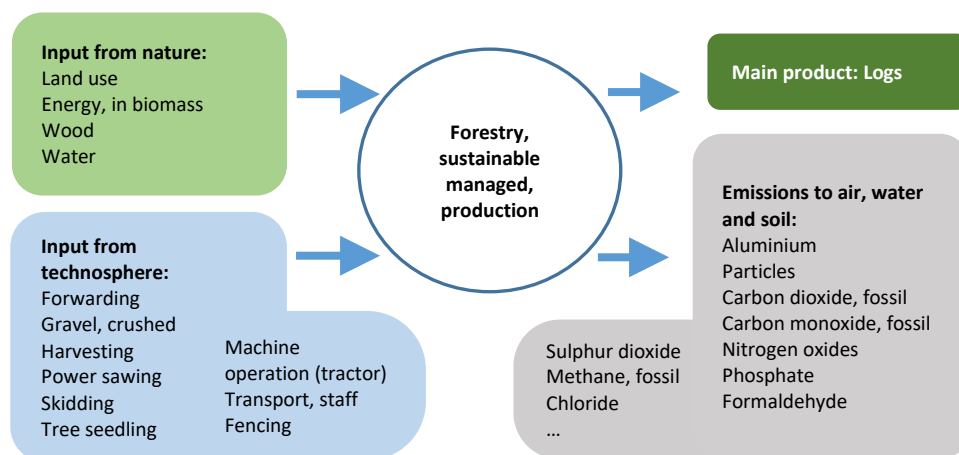 Input from nature:
Land use
Energy, in biomass
Wood
Water
Input from
technosphere:
Forwarding
Gravel, crushed
Harvesting
Power sawing
Skidding
Tree seedling
Machine
operation (tractor)
Transport, staff
Fencing
Forestry,
sustainable
managed,
production
Main product: Logs
Emissions to air, water
and soil:
Aluminium
Particles
Carbon dioxide, fossil
Carbon monoxide, fossil
Nitrogen oxides
Phosphate
Formaldehyde
Sulphur dioxide
Methane, fossil
Chloride
…